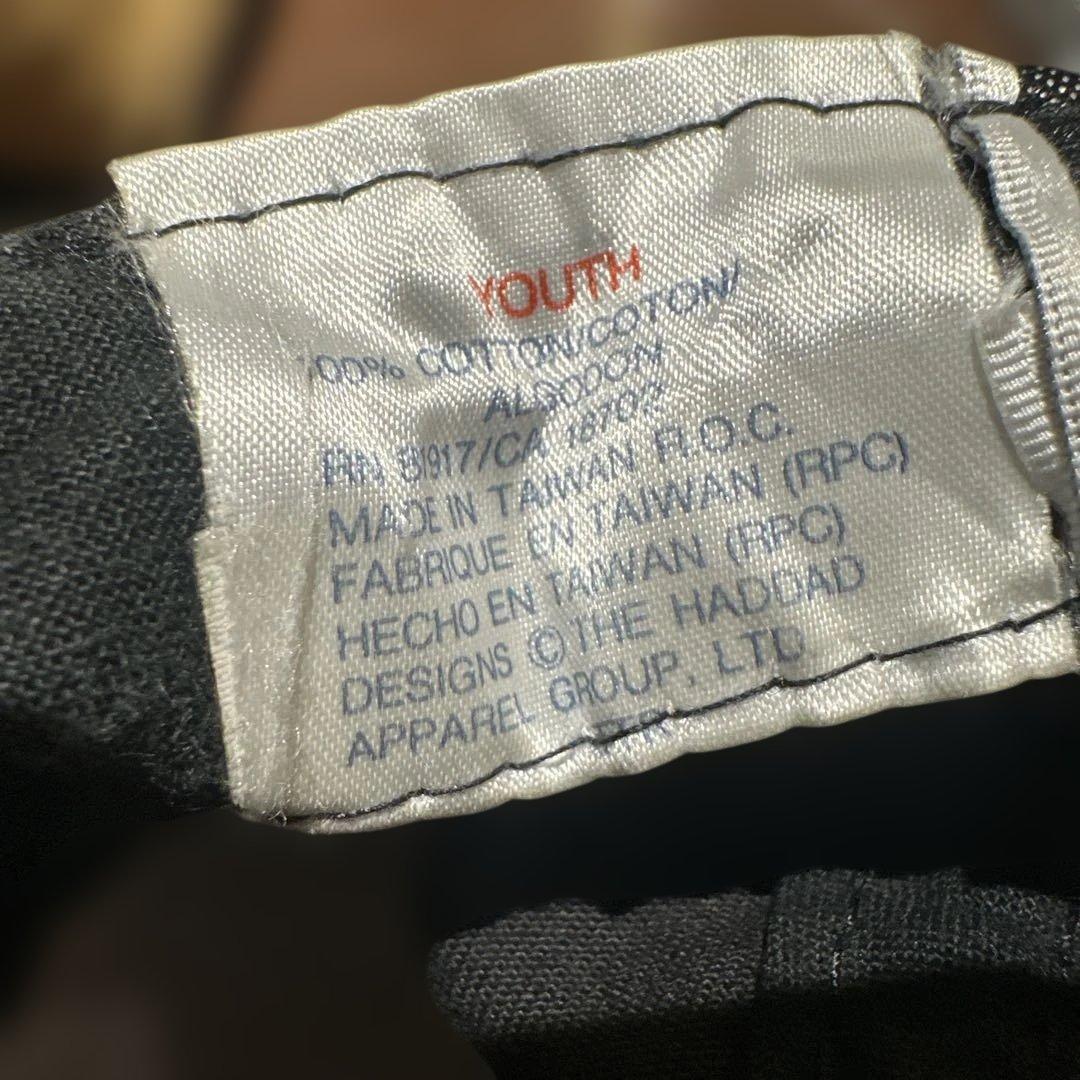 YOUTH
100% COTTON/COTON/
ALGODON
RN 51917/CA 18702
MADE IN TAIWAN R.O.C.
FABRIQUE EN TAIWAN (RPC)
HECHO EN TAIWAN (RPC)
DESIGNS © THE HADDAD
APPAREL GROUP, LTD